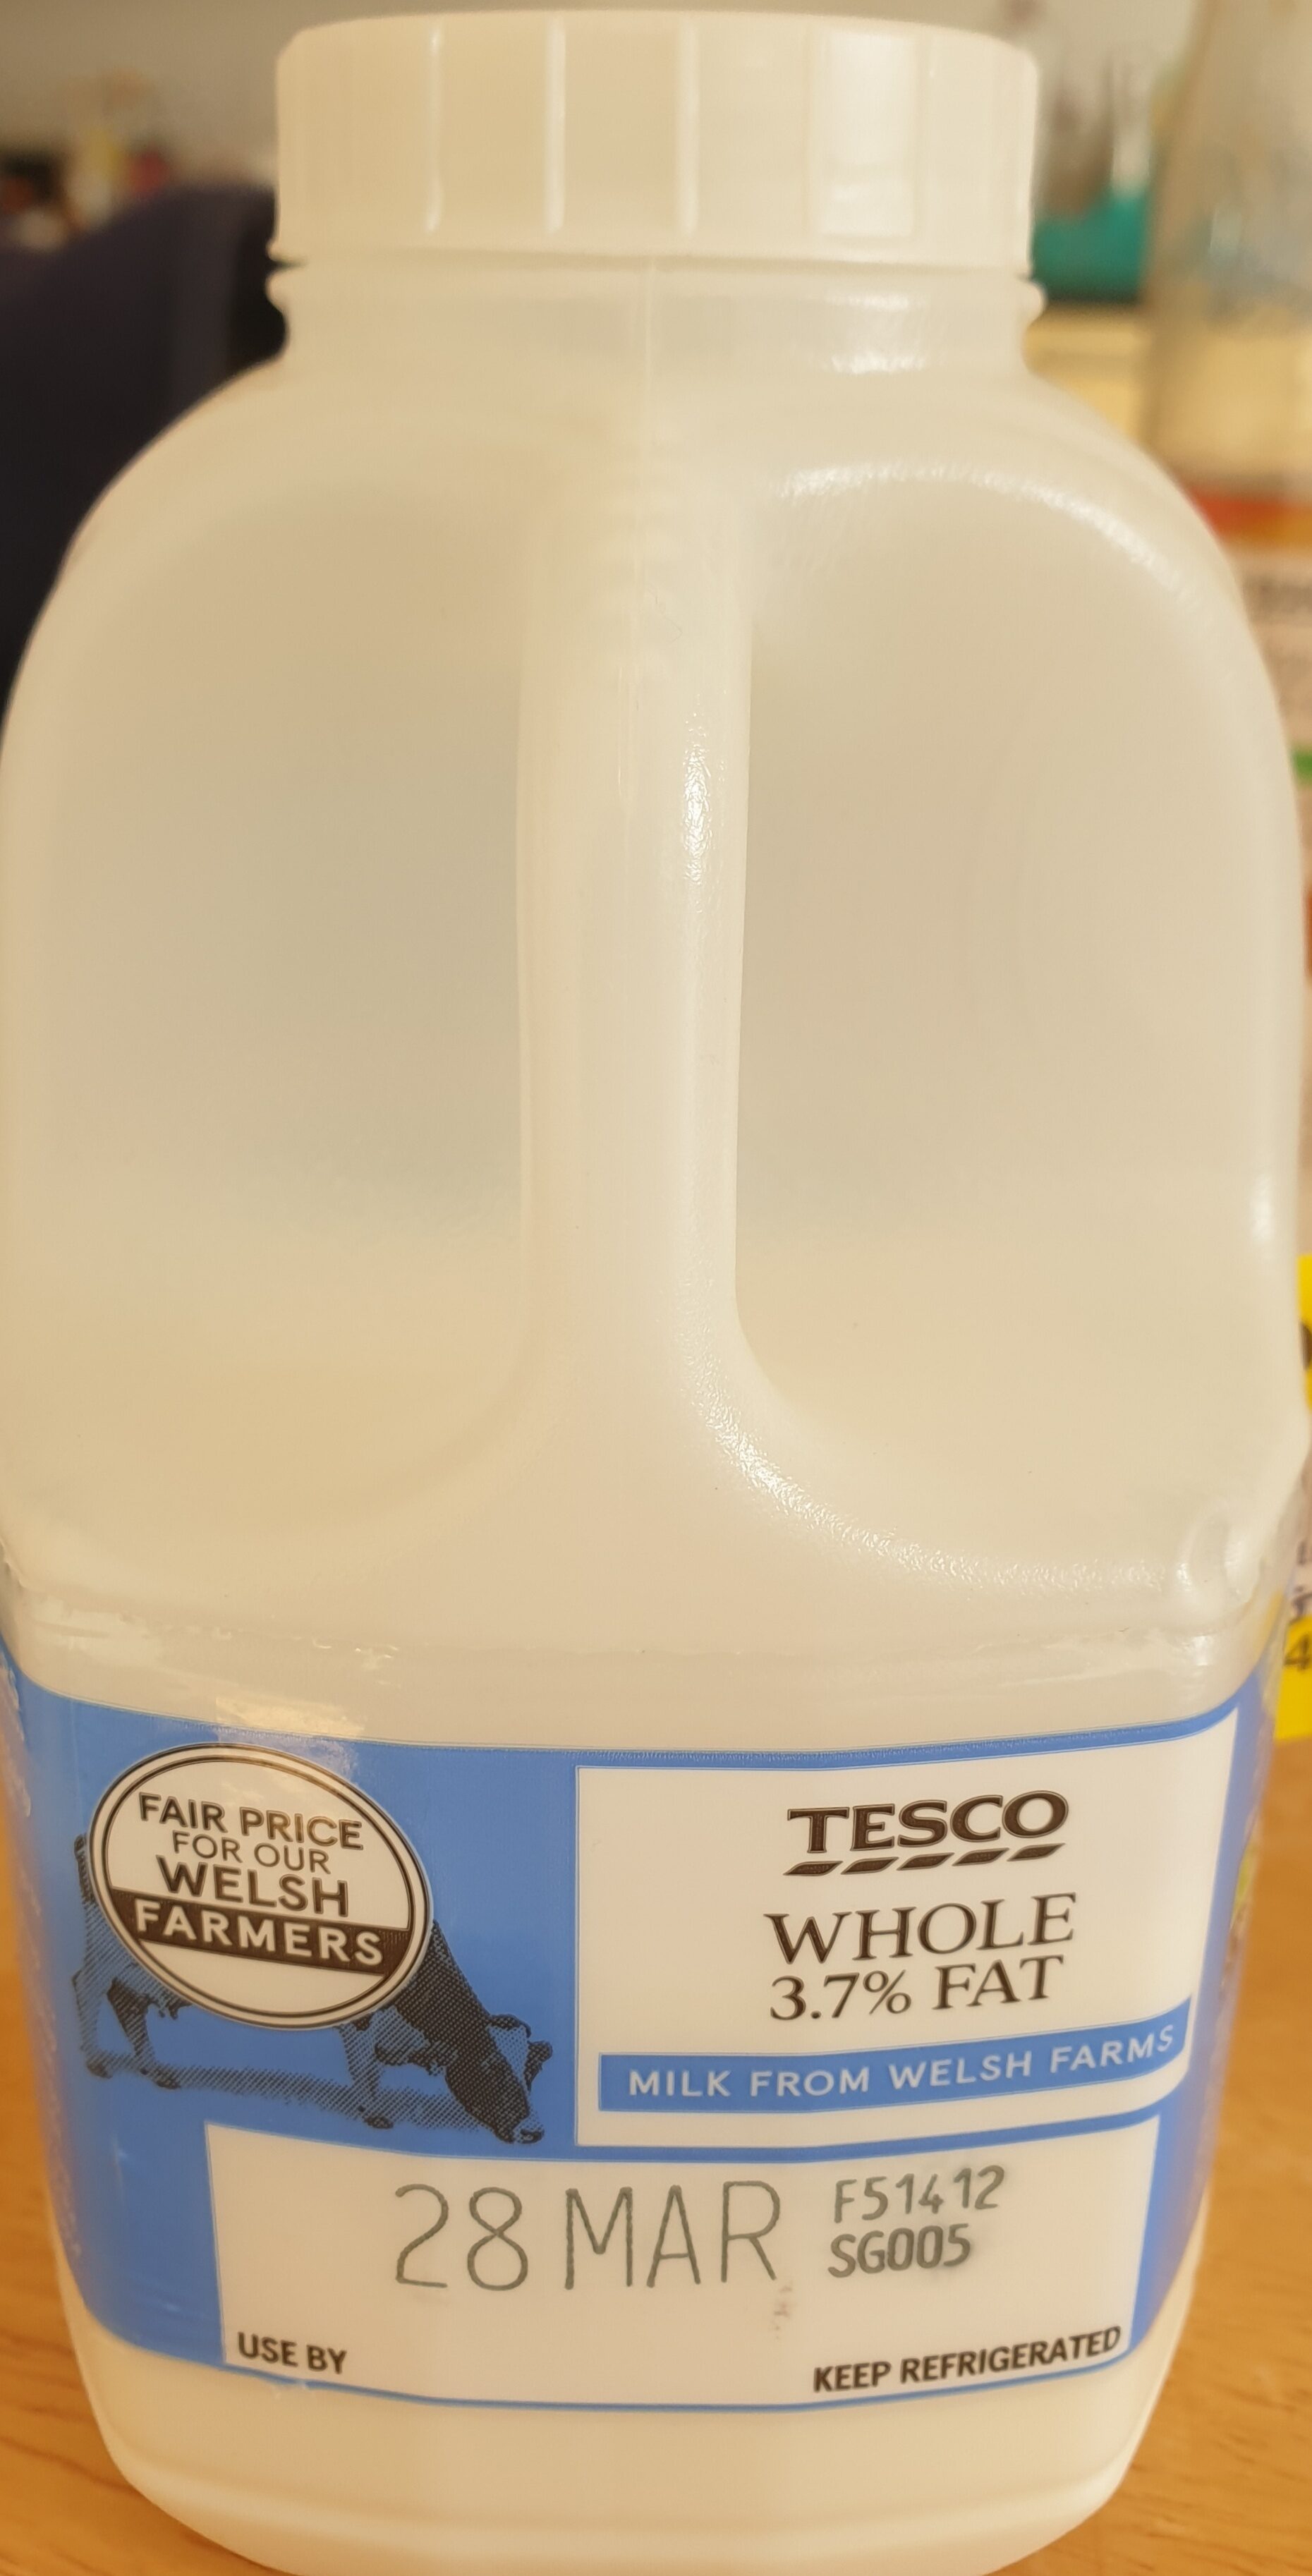 FAIR PRICE
FOR OUR
WELSH
FARMERS
TESCO
WHOLE
3.7% FAT
MILK FROM WELSH FARMS
28 MAR
F51412
SG005
USE BY
KEEP REFRIGERATED